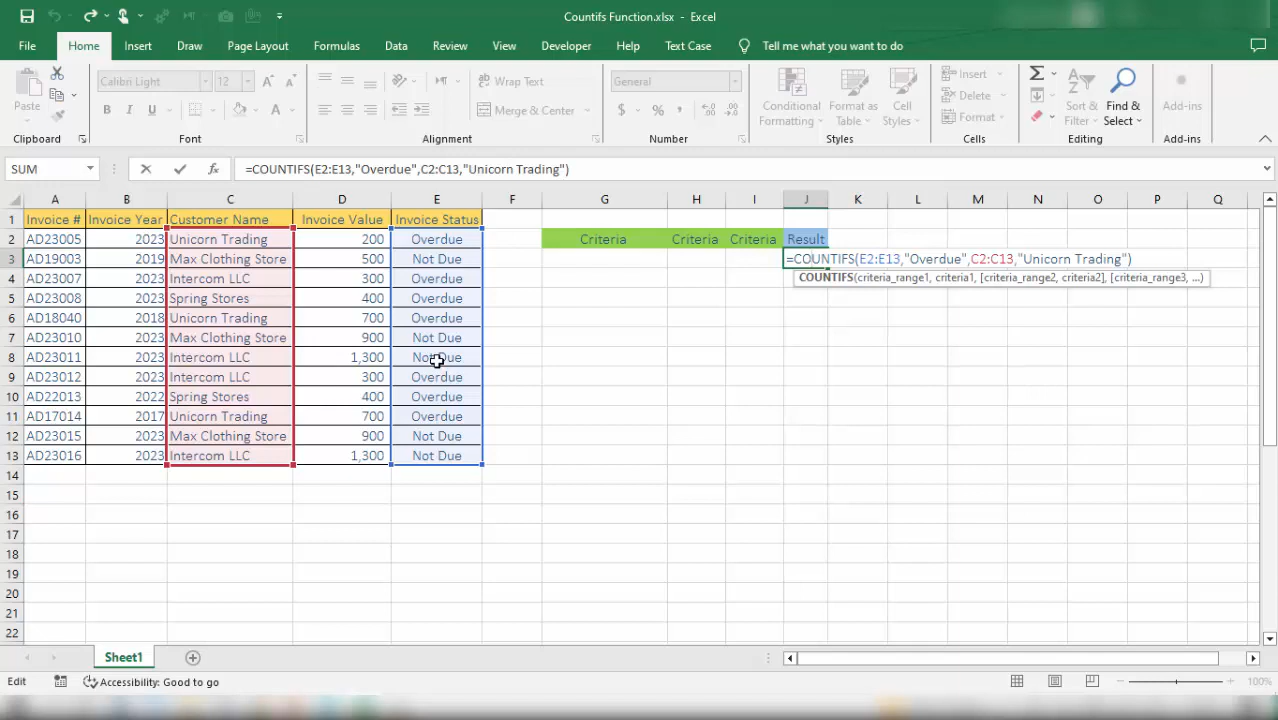 Countifs Function.xlsx - Excel
File Home Insert Draw Page Layout Formulas Data Review View Developer Help Text Case Tell me what you want to do
Paste
Calibri Light 12
B I U
A
Wrap Text
Merge & Center
General
$ % ,
Conditional Formatting
Format as Table
Cell Styles
Insert
Delete
Format
Sort & Filter
Find & Select
Add-ins
Clipboard Font Alignment Number Styles Cells Editing Add-ins
SUM fx =COUNTIFS(E2:E13,"Overdue",C2:C13,"Unicorn Trading")
A B C D E F G H I J K L M N O P Q
1 Invoice # Invoice Year Customer Name Invoice Value Invoice Status
2 AD23005 2023 Unicorn Trading 200 Overdue Criteria Criteria Criteria Result
3 AD19003 2019 Max Clothing Store 500 Not Due =COUNTIFS(E2:E13,"Overdue",C2:C13,"Unicorn Trading")
4 AD23007 2023 Intercom LLC 300 Overdue COUNTIFS(criteria_range1, criteria1, [criteria_range2, criteria2], [criteria_range3, ...)
5 AD23008 2023 Spring Stores 400 Overdue
6 AD18040 2018 Unicorn Trading 700 Overdue
7 AD23010 2023 Max Clothing Store 900 Not Due
8 AD23011 2023 Intercom LLC 1,300 Not Due
9 AD23012 2023 Intercom LLC 300 Overdue
10 AD22013 2022 Spring Stores 400 Overdue
11 AD17014 2017 Unicorn Trading 700 Overdue
12 AD23015 2023 Max Clothing Store 900 Not Due
13 AD23016 2023 Intercom LLC 1,300 Not Due
14
15
16
17
18
19
20
21
22
Sheet1
Edit Accessibility: Good to go 100%